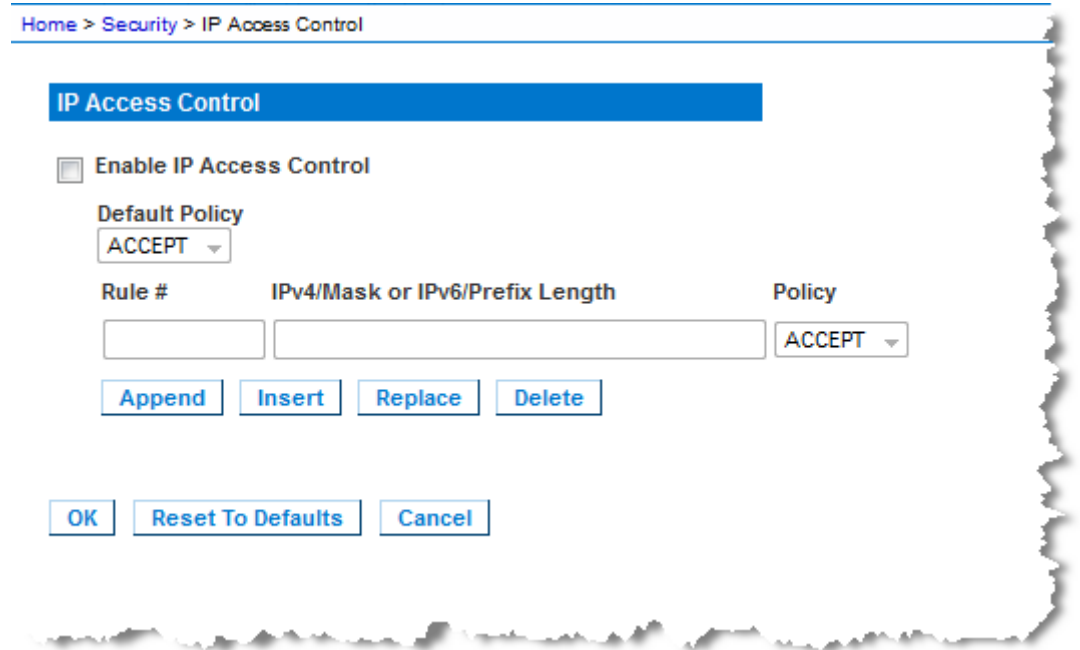 Home > Security > IP Access Control
IP Access Control
Enable IP Access Control
Default Policy
ACCEPT
Rule # IPv4/Mask or IPv6/Prefix Length Policy
ACCEPT
Append Insert Replace Delete
OK Reset To Defaults Cancel